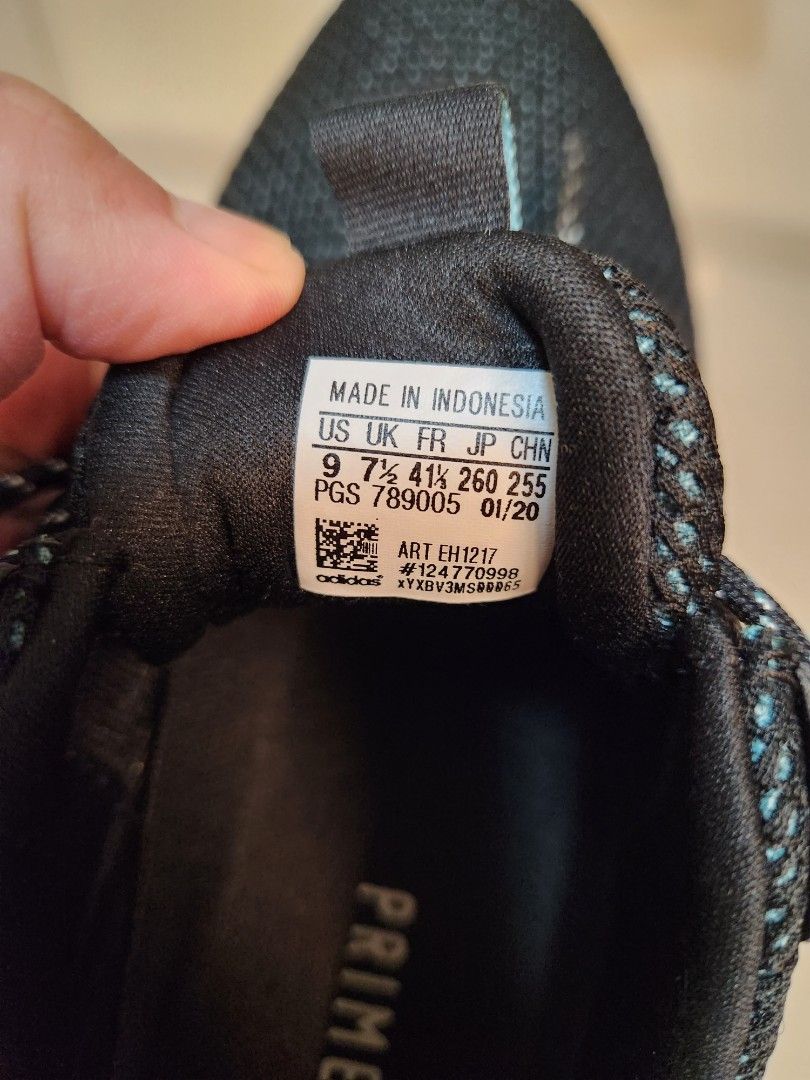 MADE IN INDONESIA
US UK FR JP CHN
9 7½ 41⅓ 260 255
PGS 789005 01/20
ART EH1217
#124770998
adidas
PRIME